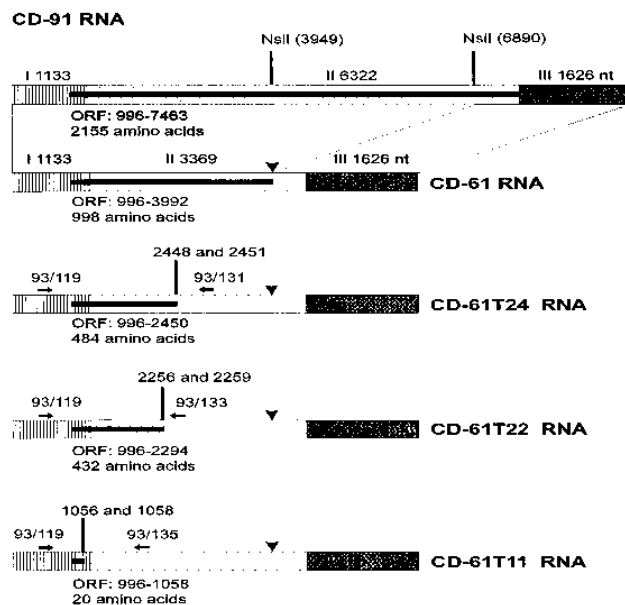 CD-91 RNA
NsiI (3949) NsiI (6890)
I 1133 II 6322 III 1626 nt
ORF: 996-7463
2155 amino acids
I 1133 II 3369 III 1626 nt
CD-61 RNA
ORF: 996-3992
998 amino acids
2448 and 2451
93/119 93/131
CD-61T24 RNA
ORF: 996-2450
484 amino acids
2256 and 2259
93/119 93/133
CD-61T22 RNA
ORF: 996-2294
432 amino acids
1056 and 1058
93/119 93/135
CD-61T11 RNA
ORF: 996-1058
20 amino acids